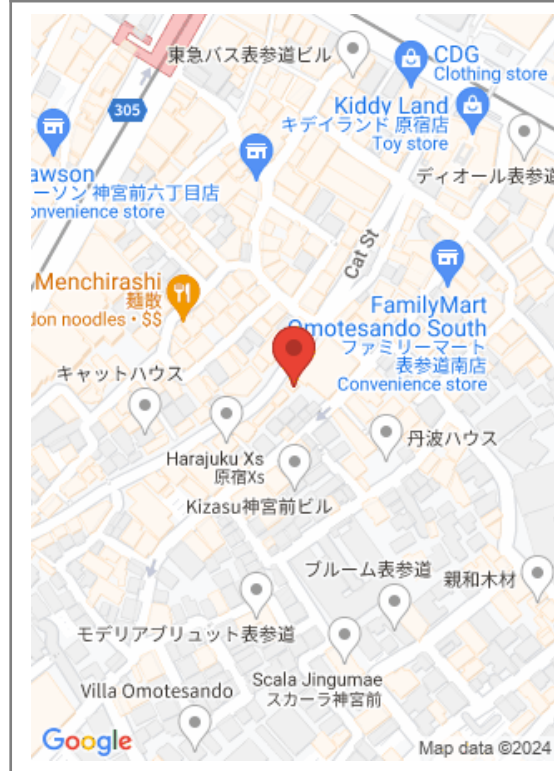 東急バス表参道ビル
CDG
Clothing store
305
Kiddy Land
キデイランド 原宿店
Toy store
ディオール表参道
awson
ーソン 神宮前六丁目店
onvenience store
Cat St
Menchirashi
麺散
don noodles・$$
FamilyMart
Omotesando South
ファミリーマート
表参道南店
Convenience store
キャットハウス
Harajuku Xs
原宿Xs
丹波ハウス
Kizasu神宮前ビル
ブルーム表参道
親和木材
モデリアブリュット表参道
Scala Jingumae
スカーラ神宮前
Villa Omotesando
Google
Map data ©2024